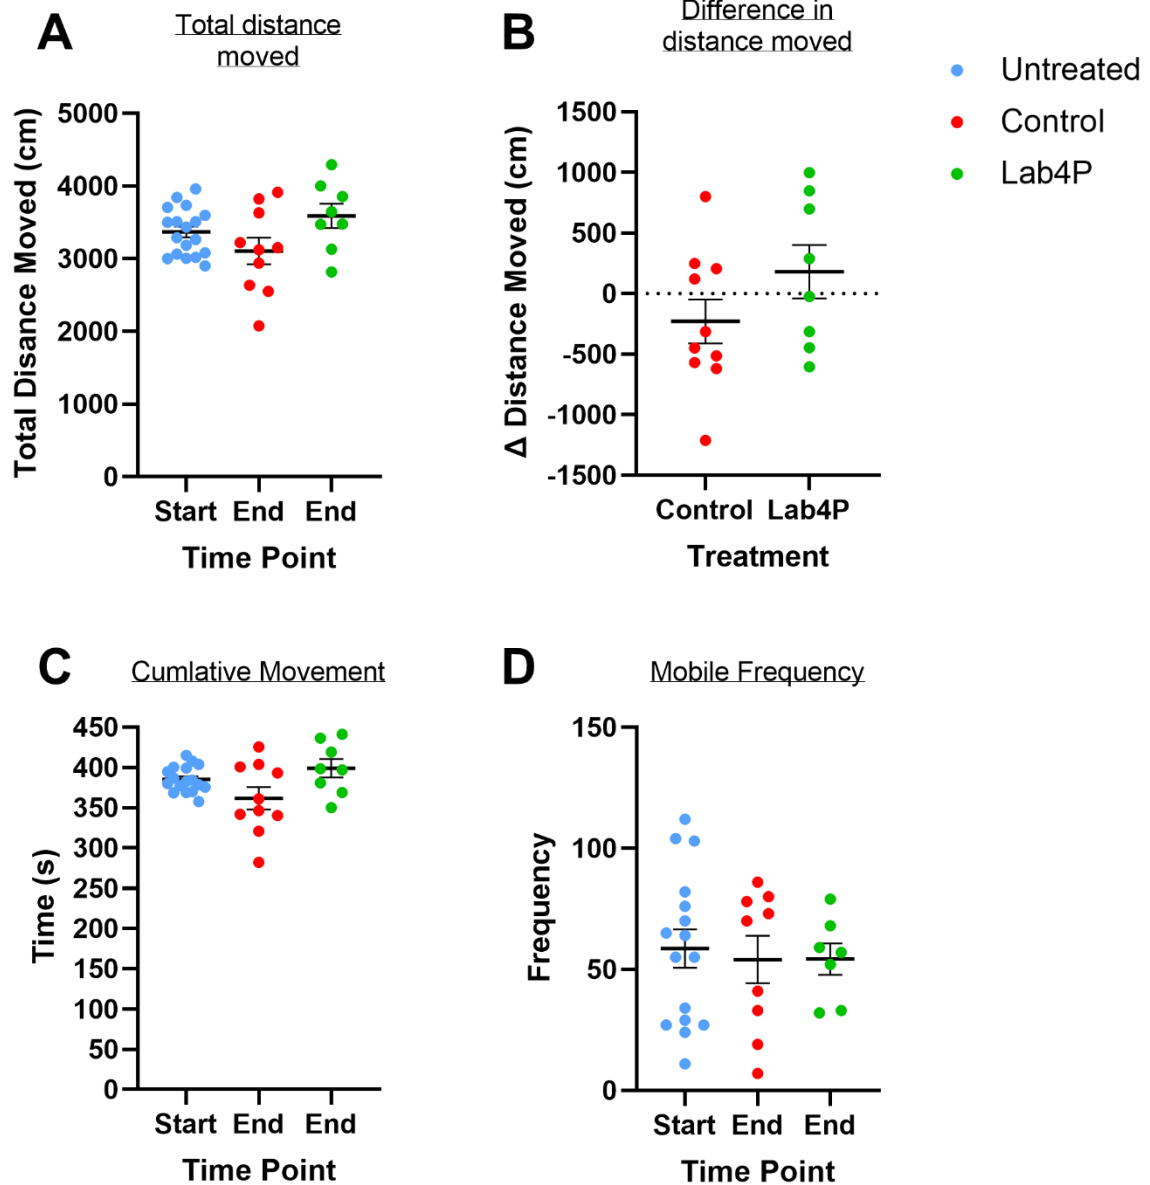 A
Total distance
moved
Total Disance Moved (cm)
5000
4000
3000
2000
1000
0
Start End End
Time Point
B
Difference in
distance moved
Δ Distance Moved (cm)
1500
1000
500
0
-500
-1000
-1500
Control Lab4P
Treatment
Untreated
Control
Lab4P
C
Cumlative Movement
Time (s)
450
400
350
300
250
200
150
100
50
0
Start End End
Time Point
D
Mobile Frequency
Frequency
150
100
50
0
Start End End
Time Point